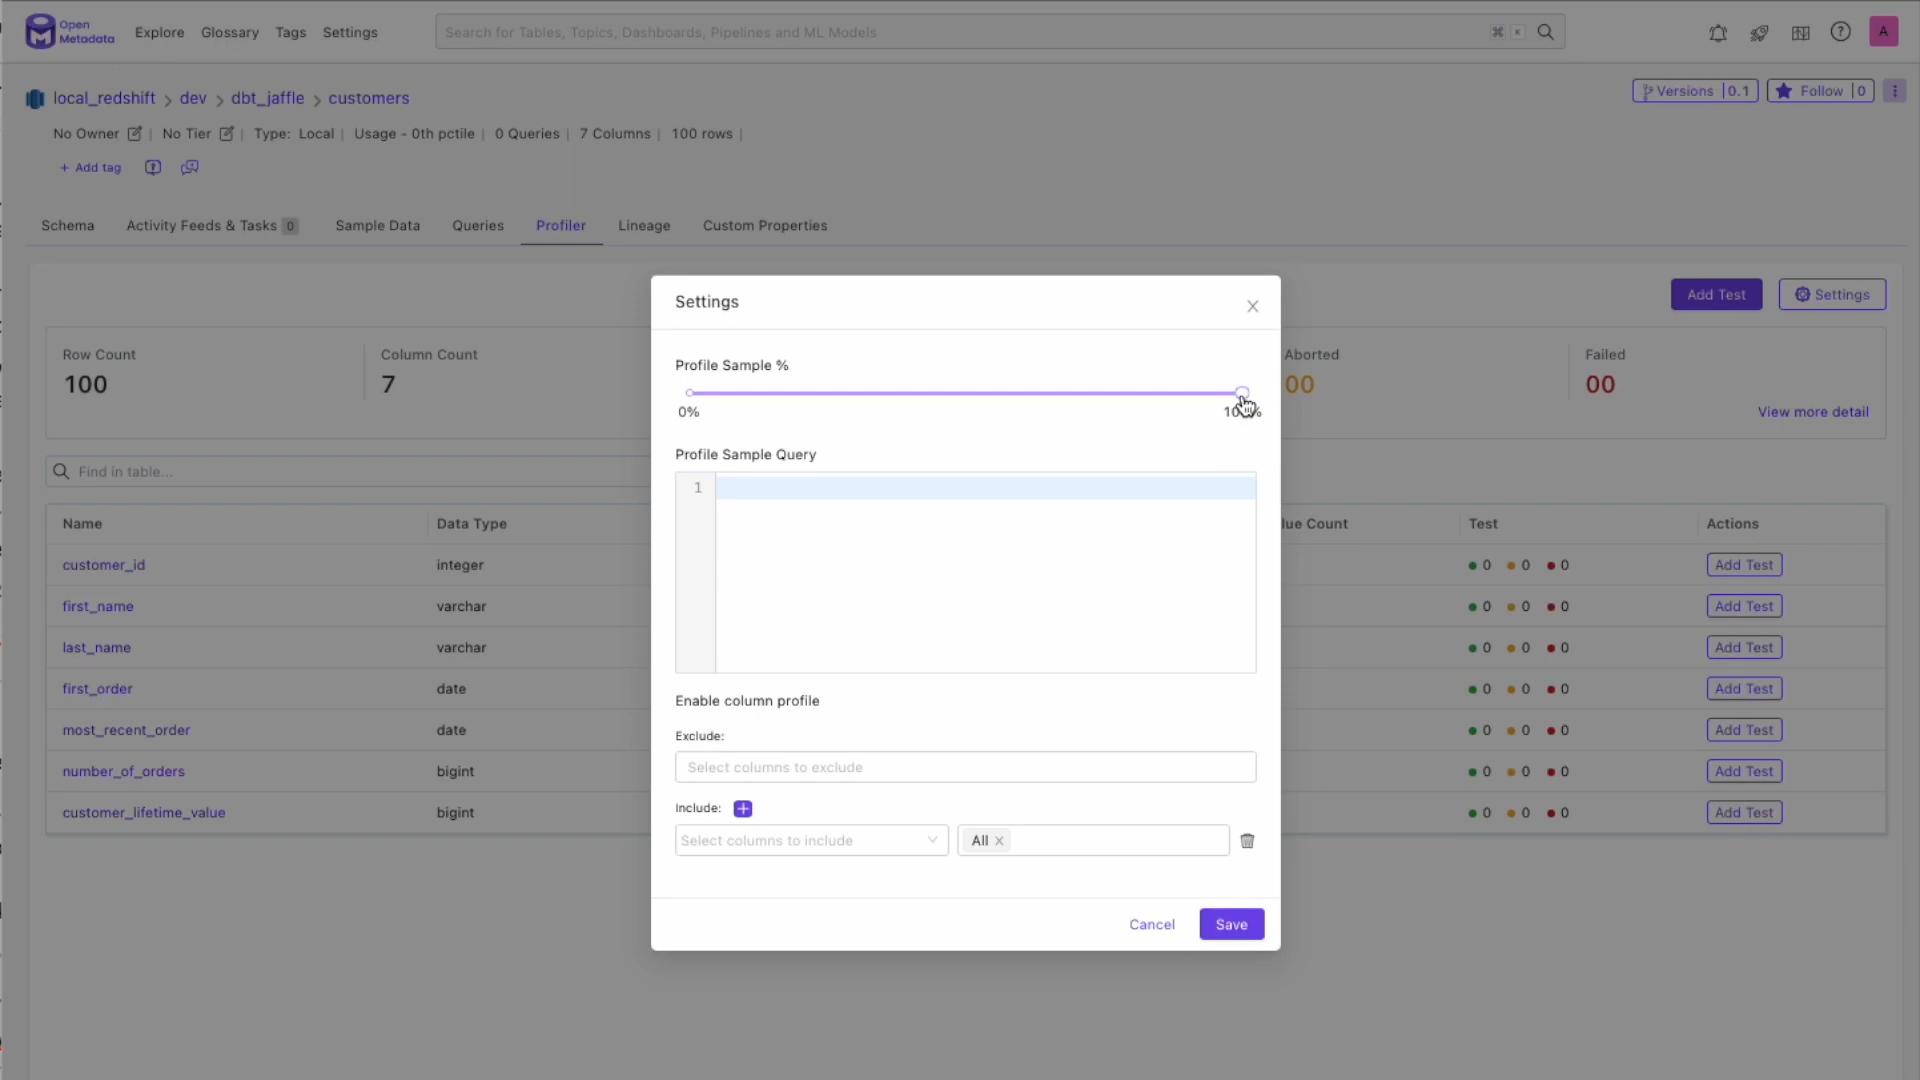 Open
Metadata
Explore Glossary Tags Settings
Search for Tables, Topics, Dashboards, Pipelines and ML Models
⌘ K
?
A
local_redshift > dev > dbt_jaffle > customers
Versions |0.1
Follow |0
No Owner | No Tier | Type: Local | Usage - 0th pctile | 0 Queries | 7 Columns | 100 rows |
+ Add tag
Schema Activity Feeds & Tasks 0 Sample Data Queries Profiler Lineage Custom Properties
Add Test Settings
Row Count
100
Column Count
7
Aborted
00
Failed
00
View more detail
Find in table...
Name Data Type lue Count Test Actions
customer_id integer 0 0 0 Add Test
first_name varchar 0 0 0 Add Test
last_name varchar 0 0 0 Add Test
first_order date 0 0 0 Add Test
most_recent_order date 0 0 0 Add Test
number_of_orders bigint 0 0 0 Add Test
customer_lifetime_value bigint 0 0 0 Add Test
Settings
Profile Sample %
0%
Profile Sample Query
1
Enable column profile
Exclude:
Select columns to exclude
Include: +
Select columns to include All ×
Cancel Save